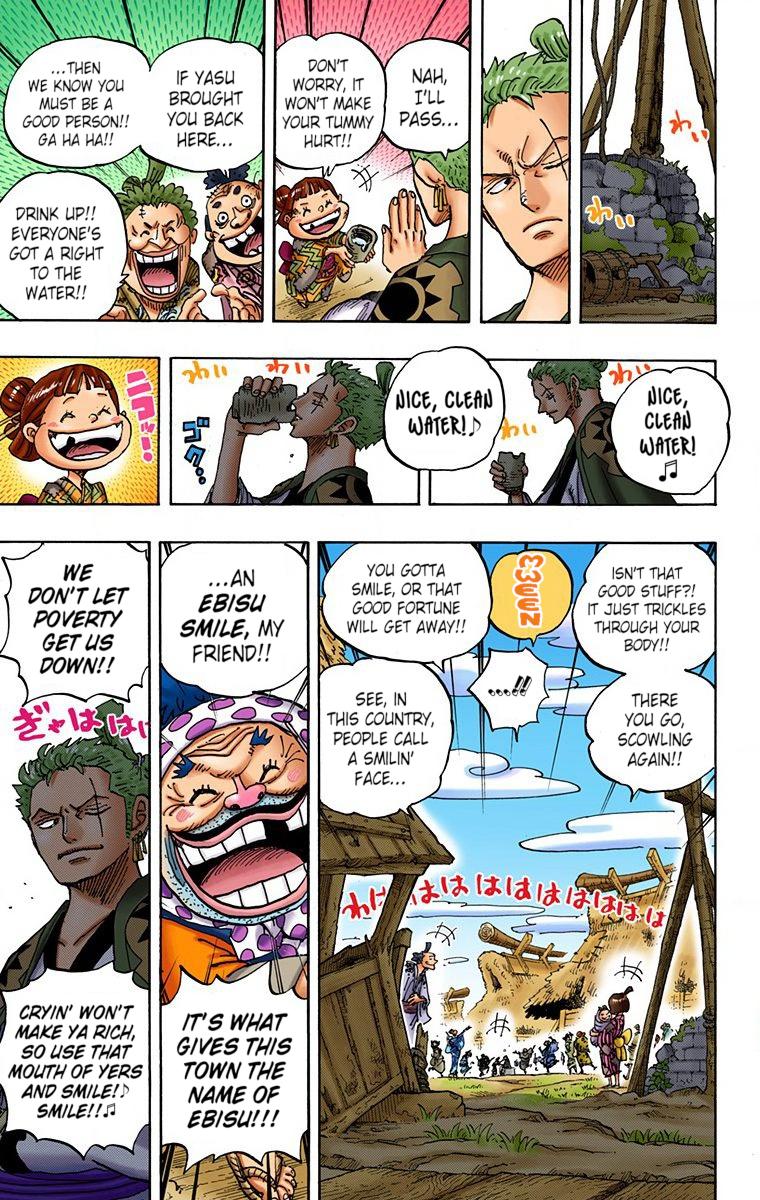 わい
わい
NAH,
I'LL
PASS...
DON'T
WORRY, IT
WON'T MAKE
YOUR TUMMY
HURT!!
IF YASU
BROUGHT
YOU BACK
HERE...
...THEN
WE KNOW YOU
MUST BE A
GOOD PERSON!!
GA HA HA!!
DRINK UP!!
EVERYONE'S
GOT A RIGHT
TO THE
WATER!!
わい
わい
NICE,
CLEAN
WATER!
♫
わい
わい
NICE, CLEAN
WATER!♪
ゴク..
ニコッー!
ISN'T THAT
GOOD STUFF?!
IT JUST TRICKLES
THROUGH YOUR
BODY!!
THERE
YOU GO,
SCOWLING
AGAIN!!
MWEEN
...!!
YOU GOTTA
SMILE, OR THAT
GOOD FORTUNE
WILL GET AWAY!!
SEE, IN
THIS COUNTRY,
PEOPLE CALL
A SMILIN'
FACE...
わははははははははは
...AN
EBISU
SMILE, MY
FRIEND!!
IT'S WHAT
GIVES THIS
TOWN THE
NAME OF
EBISU!!!
WE
DON'T LET
POVERTY
GET US
DOWN!!
ぎゃははは
CRYIN' WON'T
MAKE YA RICH,
SO USE THAT
MOUTH OF YERS
AND SMILE!♪
SMILE!!♫